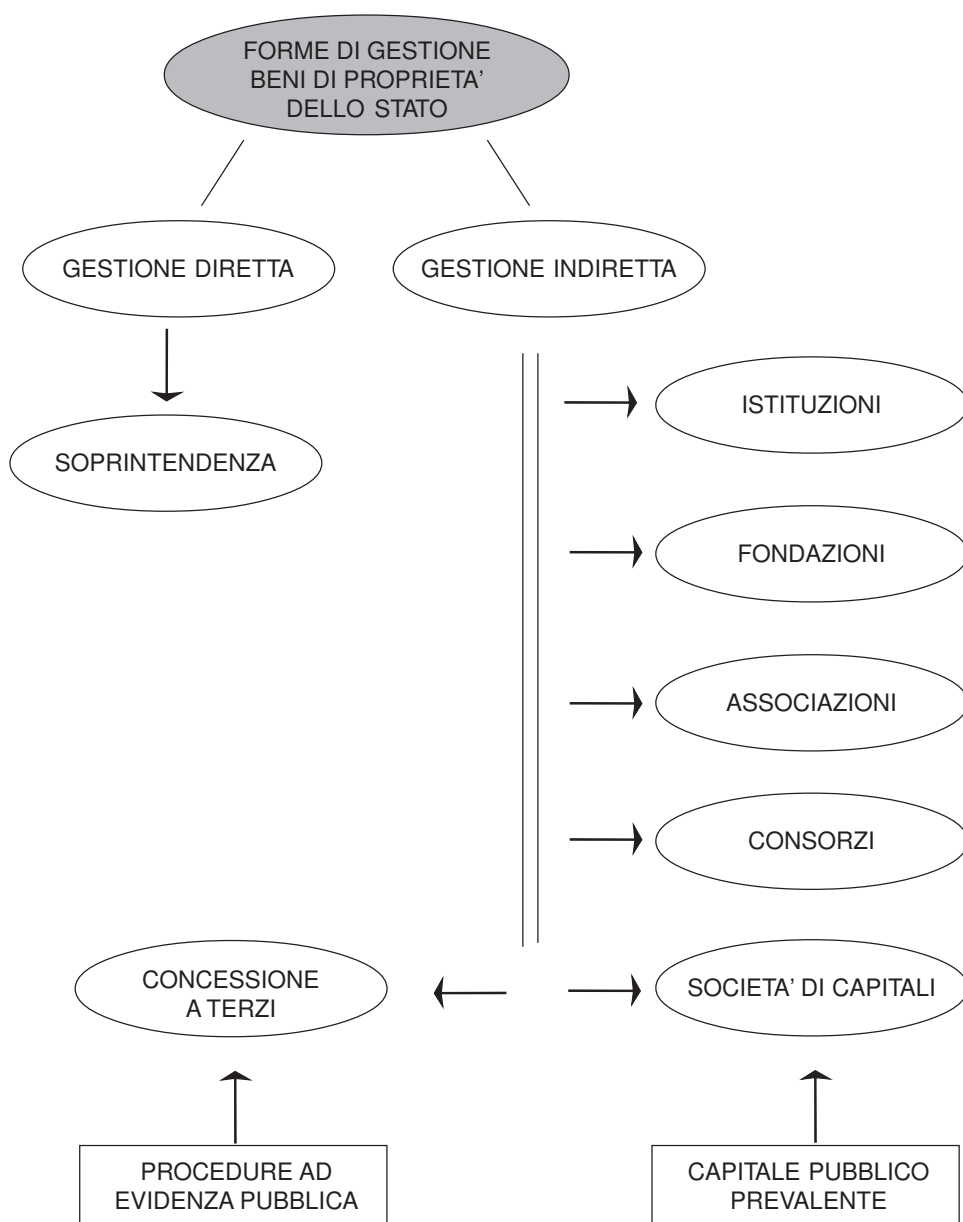 FORME DI GESTIONE
BENI DI PROPRIETA'
DELLO STATO
GESTIONE DIRETTA
GESTIONE INDIRETTA
ISTITUZIONI
SOPRINTENDENZA
FONDAZIONI
ASSOCIAZIONI
CONSORZI
CONCESSIONE
A TERZI
SOCIETA' DI CAPITALI
PROCEDURE AD
EVIDENZA PUBBLICA
CAPITALE PUBBLICO
PREVALENTE